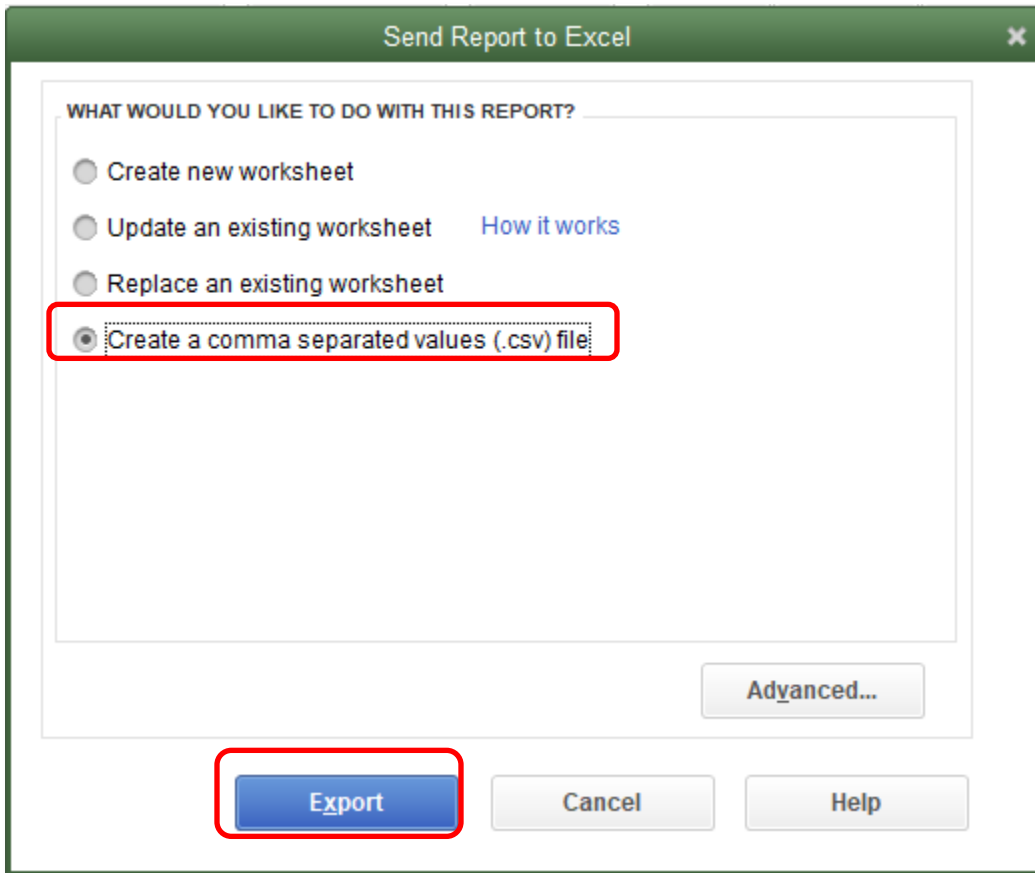 Send Report to Excel
WHAT WOULD YOU LIKE TO DO WITH THIS REPORT?
Create new worksheet
Update an existing worksheet How it works
Replace an existing worksheet
Create a comma separated values (.csv) file
Advanced...
Export Cancel Help